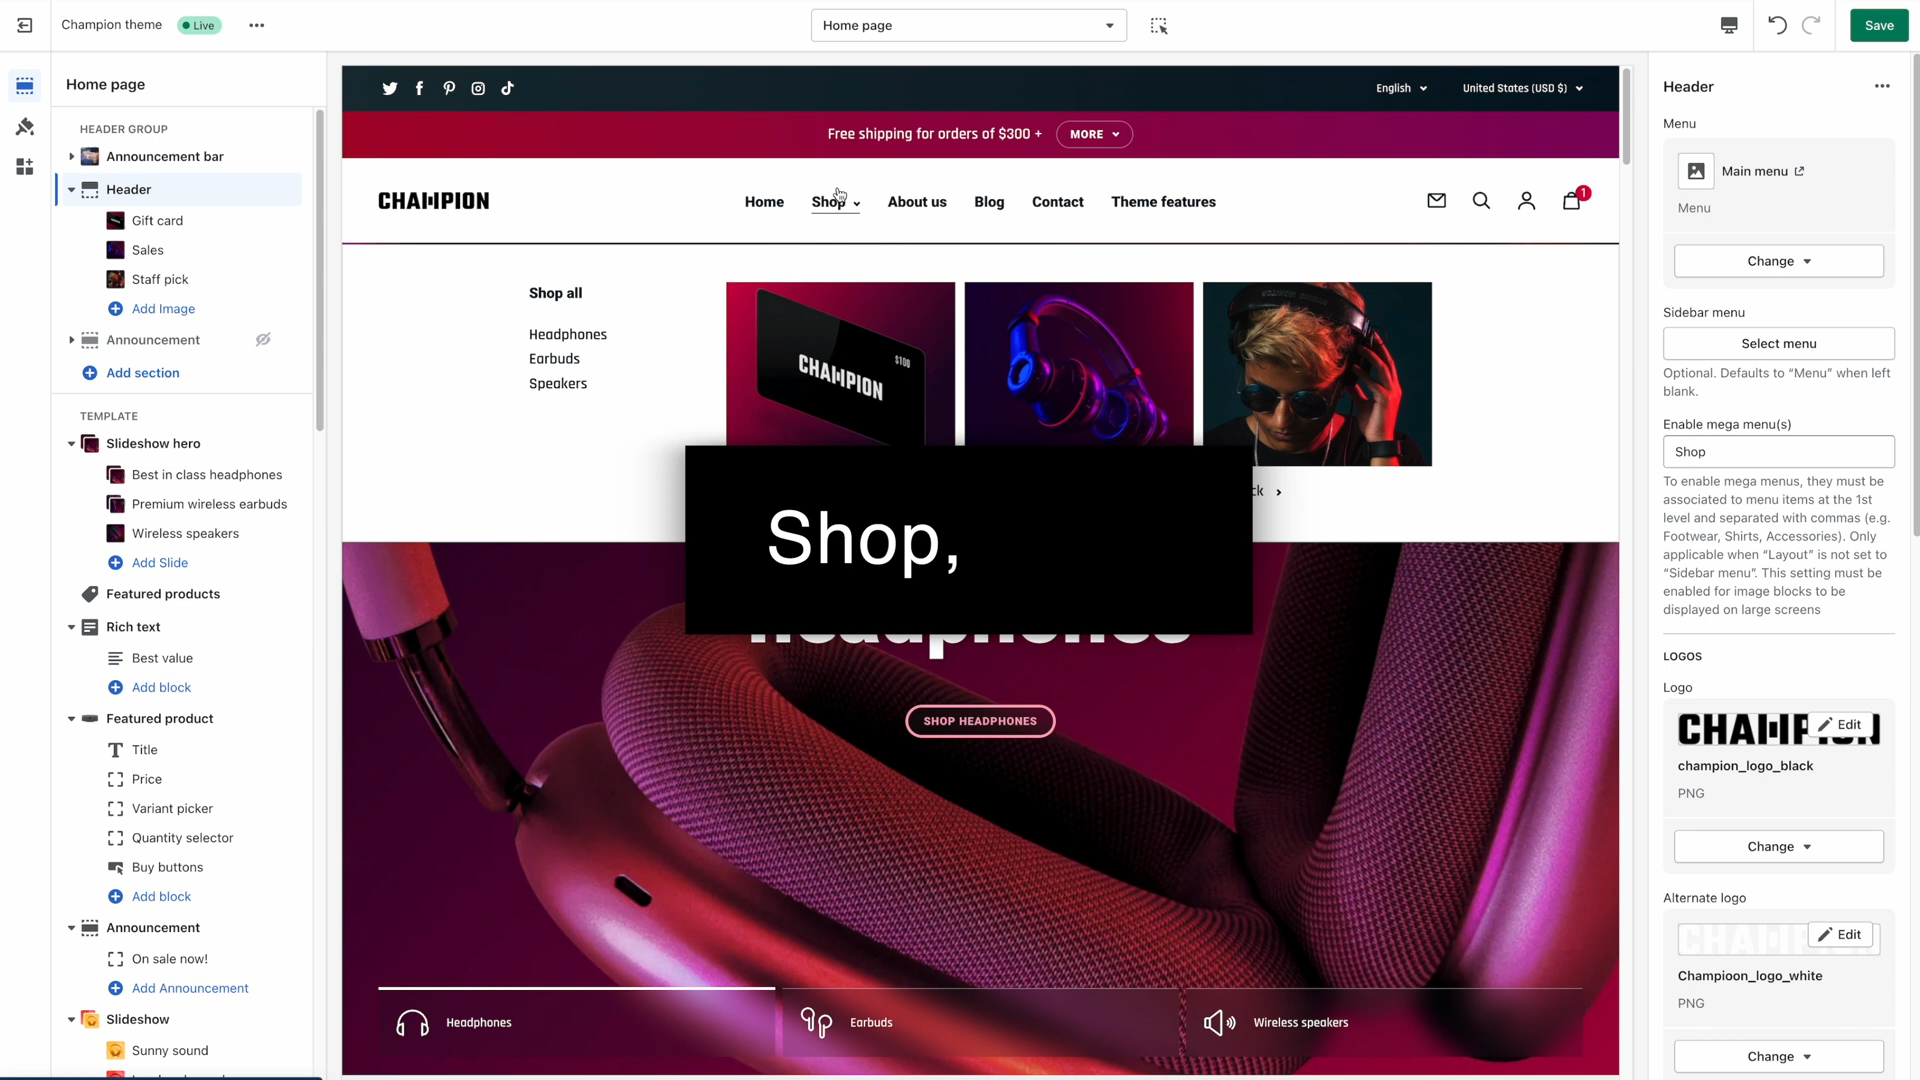 Champion theme
Live
Home page
Save
Home page
HEADER GROUP
Announcement bar
Header
Gift card
Sales
Staff pick
Add Image
Announcement
Add section
TEMPLATE
Slideshow hero
Best in class headphones
Premium wireless earbuds
Wireless speakers
Add Slide
Featured products
Rich text
Best value
Add block
Featured product
Title
Price
Variant picker
Quantity selector
Buy buttons
Add block
Announcement
On sale now!
Add Announcement
Slideshow
Sunny sound
English
United States (USD $)
Free shipping for orders of $300 +
MORE
CHAMPION
Home
Shop
About us
Blog
Contact
Theme features
1
Shop all
Headphones
Earbuds
Speakers
CHAMPION
$100
Shop,
headphones
SHOP HEADPHONES
Headphones
Earbuds
Wireless speakers
Header
Menu
Main menu
Menu
Change
Sidebar menu
Select menu
Optional. Defaults to “Menu” when left
blank.
Enable mega menu(s)
Shop
To enable mega menus, they must be
associated to menu items at the 1st
level and separated with commas (e.g.
Footwear, Shirts, Accessories). Only
applicable when “Layout” is not set to
“Sidebar menu”. This setting must be
enabled for image blocks to be
displayed on large screens
LOGOS
Logo
Edit
champion_logo_black
PNG
Change
Alternate logo
Edit
Champioon_logo_white
PNG
Change